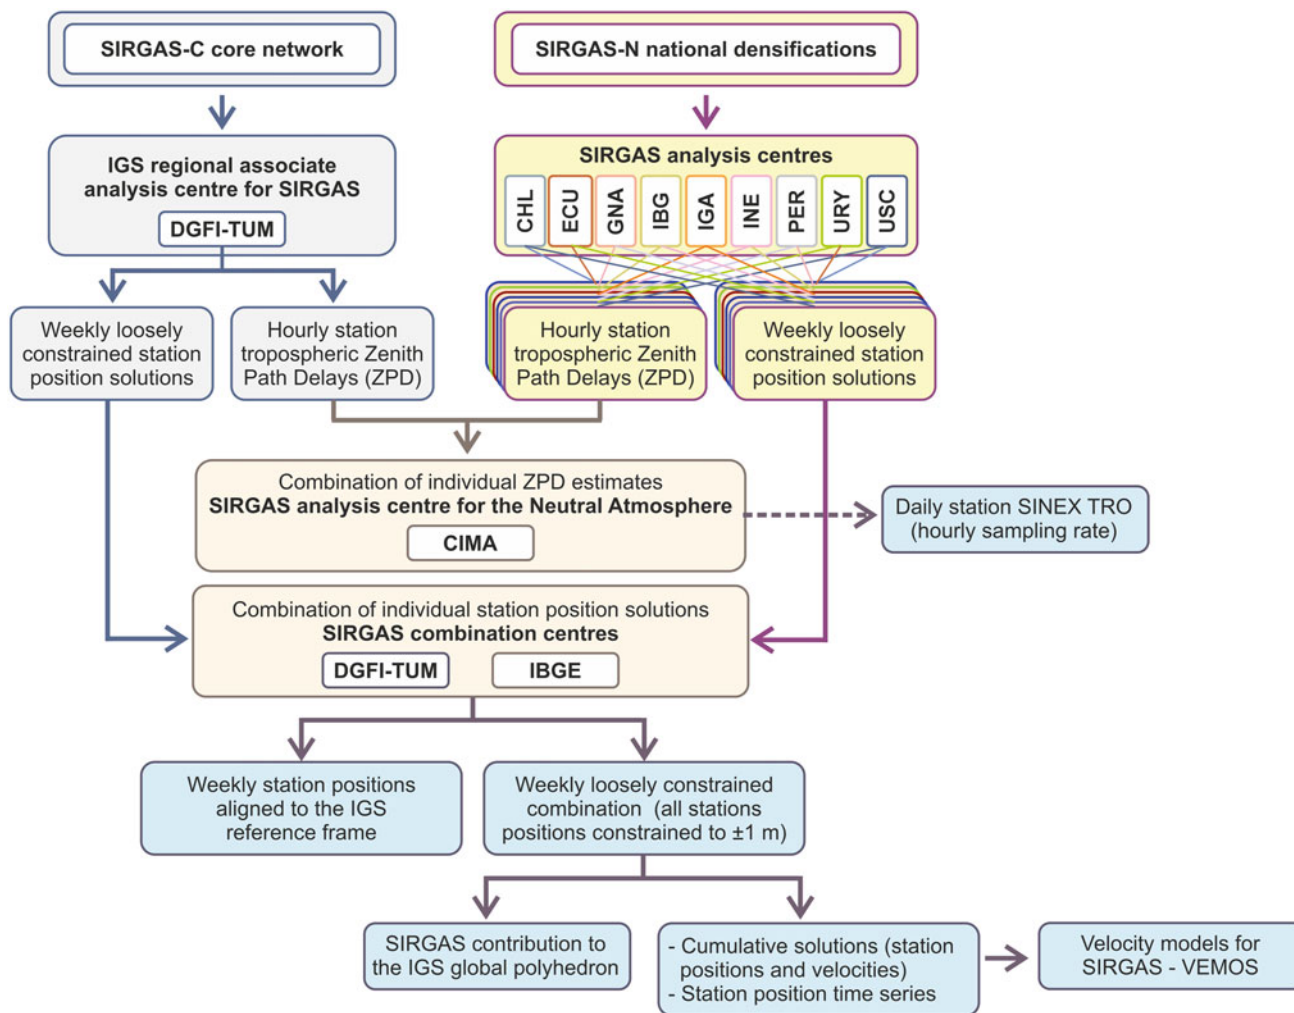 SIRGAS-C core network
SIRGAS-N national densifications
IGS regional associate
analysis centre for SIRGAS
DGFI-TUM
SIRGAS analysis centres
CHL
ECU
GNA
IBG
IGA
INE
PER
URY
USC
Weekly loosely
constrained station
position solutions
Hourly station
tropospheric Zenith
Path Delays (ZPD)
Hourly station
tropospheric Zenith
Path Delays (ZPD)
Weekly loosely
constrained station
position solutions
Combination of individual ZPD estimates
SIRGAS analysis centre for the Neutral Atmosphere
CIMA
Daily station SINEX TRO
(hourly sampling rate)
Combination of individual station position solutions
SIRGAS combination centres
DGFI-TUM
IBGE
Weekly station positions
aligned to the IGS
reference frame
Weekly loosely constrained
combination (all stations
positions constrained to ±1 m)
SIRGAS contribution to
the IGS global polyhedron
- Cumulative solutions (station
positions and velocities)
- Station position time series
Velocity models for
SIRGAS - VEMOS